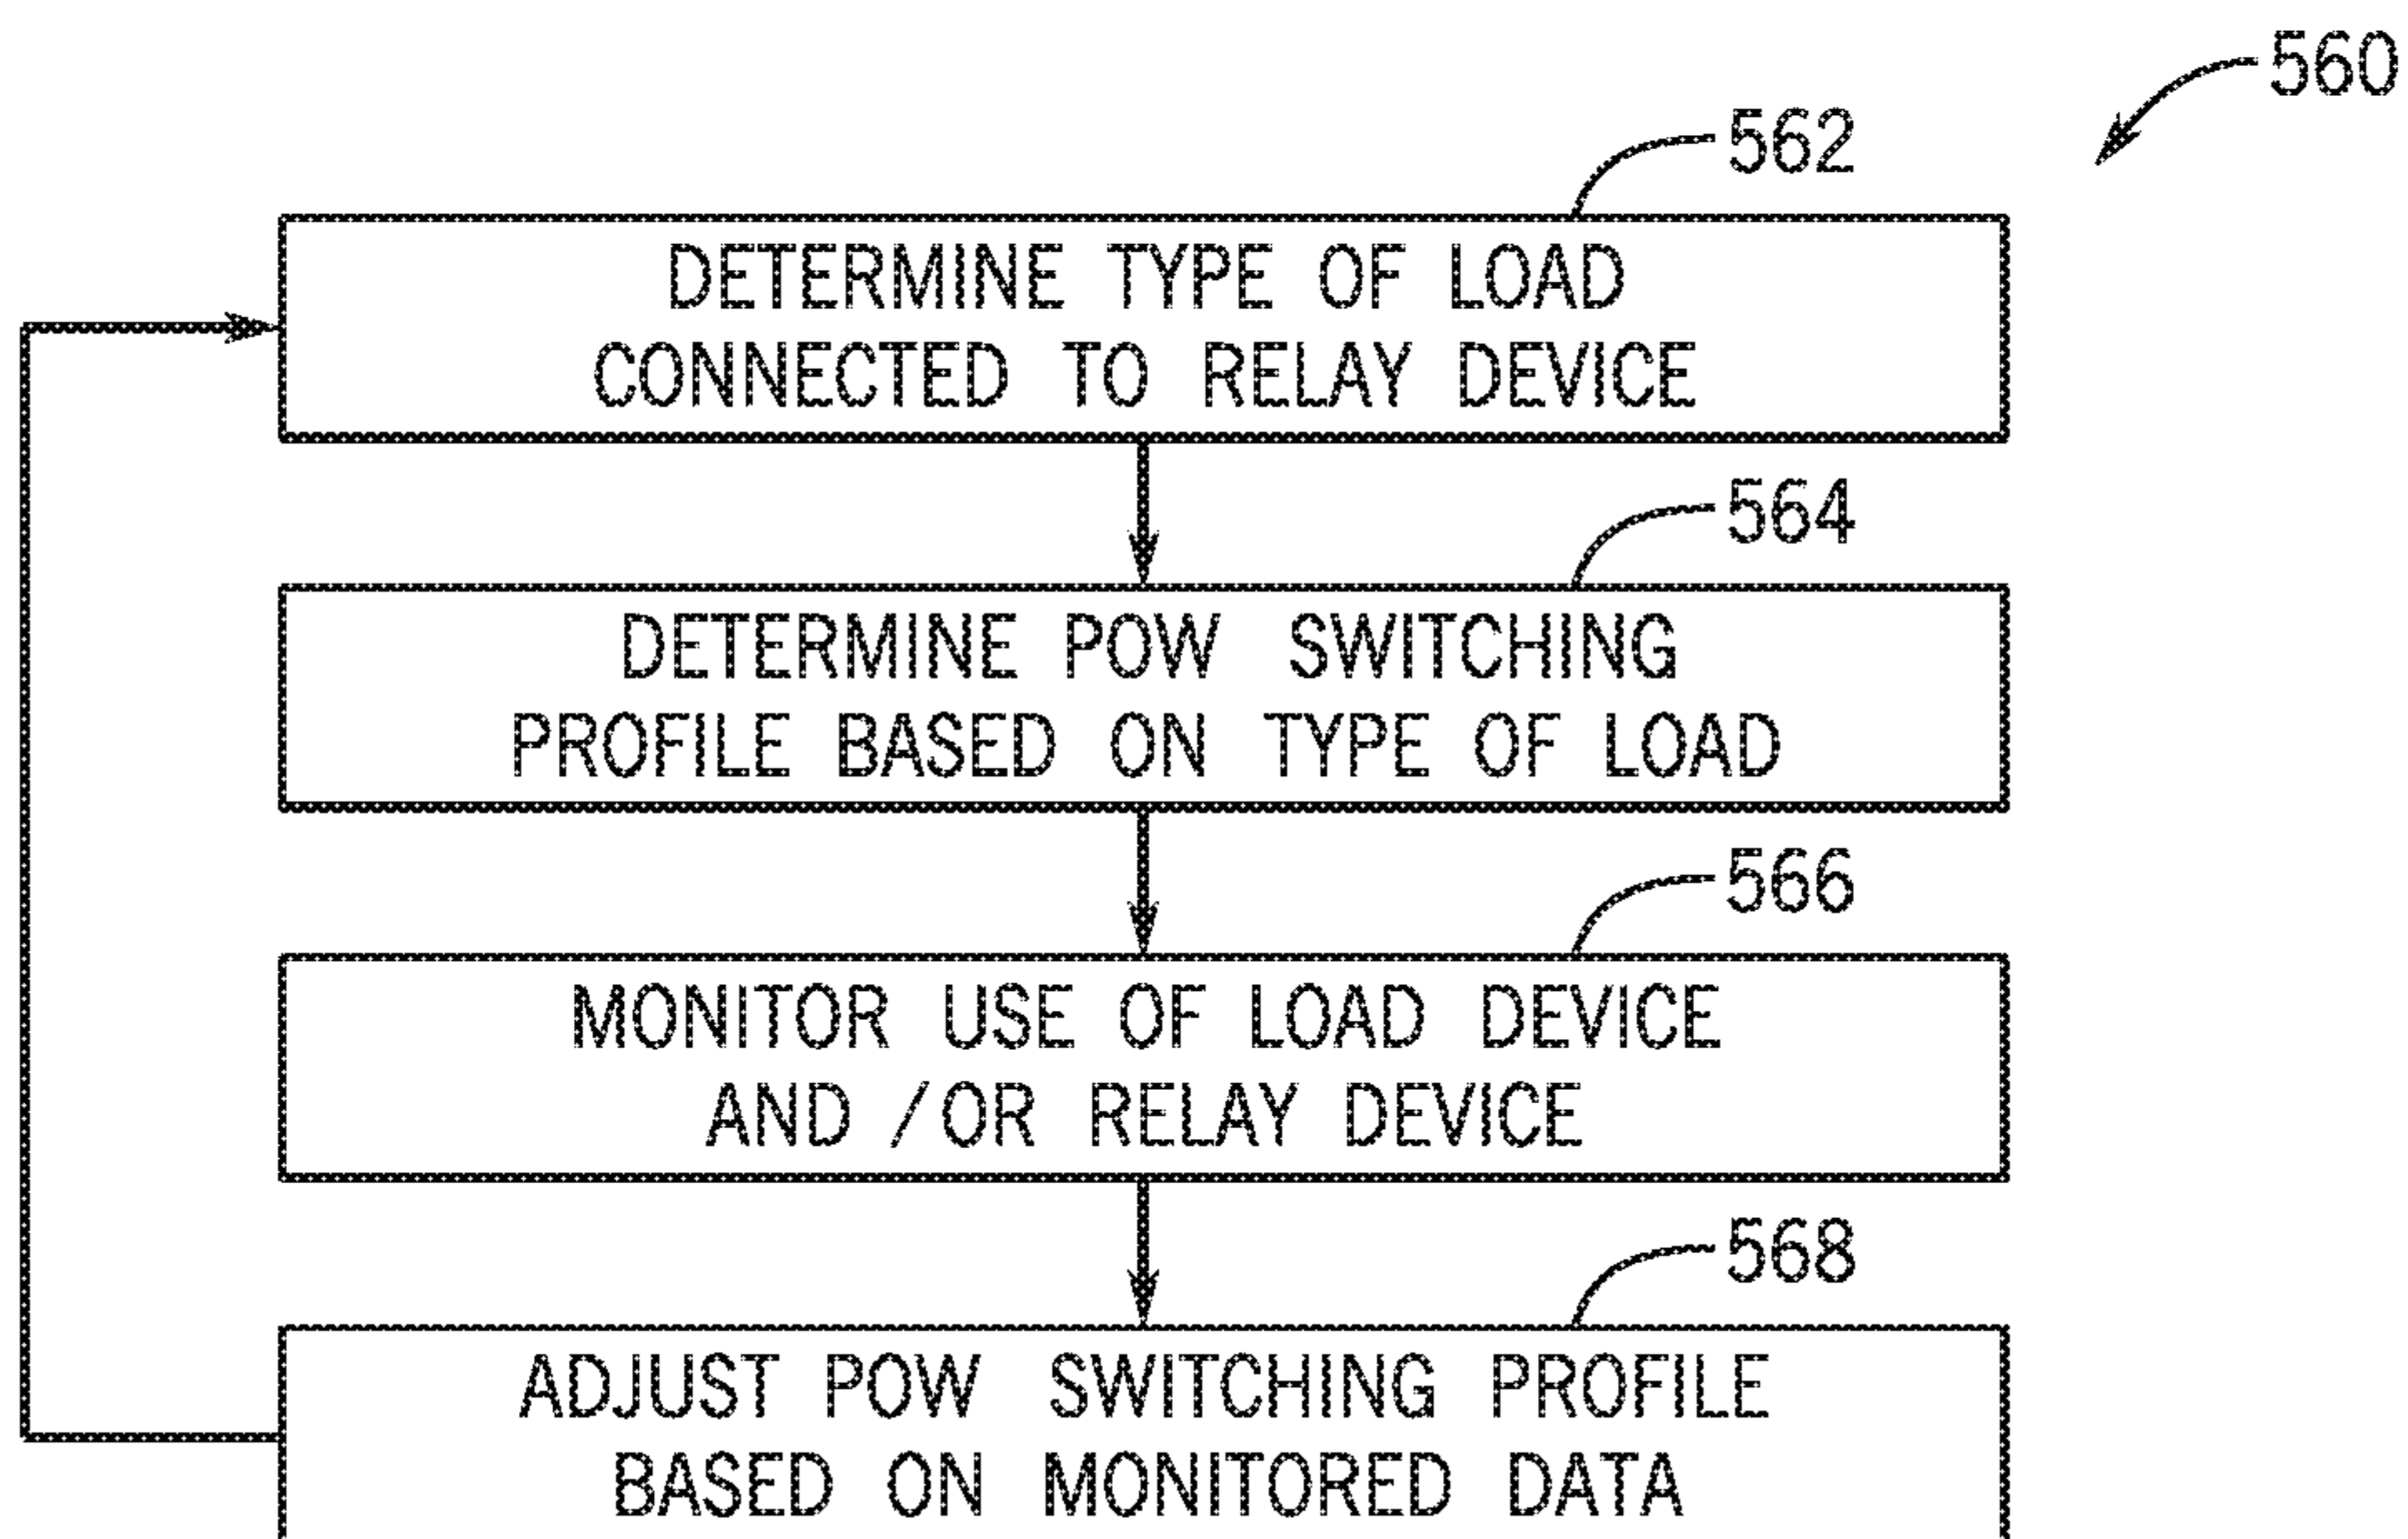 560
562
DETERMINE TYPE OF LOAD
CONNECTED TO RELAY DEVICE
564
DETERMINE POW SWITCHING
PROFILE BASED ON TYPE OF LOAD
566
MONITOR USE OF LOAD DEVICE
AND /OR RELAY DEVICE
568
ADJUST POW SWITCHING PROFILE
BASED ON MONITORED DATA